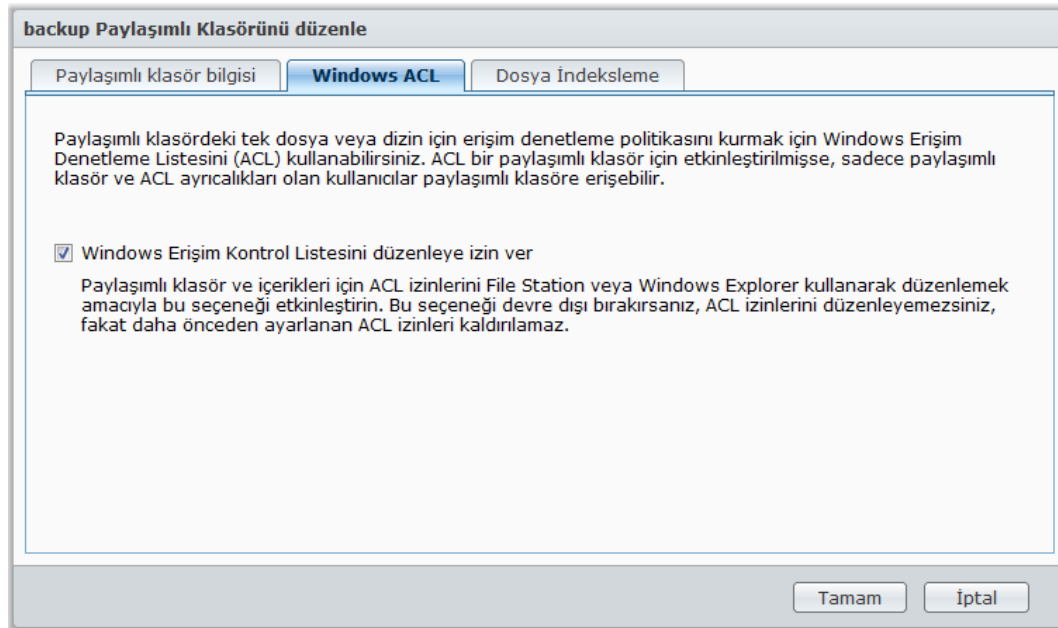 backup Paylaşımlı Klasörünü düzenle
Paylaşımlı klasör bilgisi
Windows ACL
Dosya İndeksleme
Paylaşımlı klasördeki tek dosya veya dizin için erişim denetleme politikasını kurmak için Windows Erişim
Denetleme Listesini (ACL) kullanabilirsiniz. ACL bir paylaşımlı klasör için etkinleştirilmişse, sadece paylaşımlı
klasör ve ACL ayrıcalıkları olan kullanıcılar paylaşımlı klasöre erişebilir.
Windows Erişim Kontrol Listesini düzenleye izin ver
Paylaşımlı klasör ve içerikleri için ACL izinlerini File Station veya Windows Explorer kullanarak düzenlemek
amacıyla bu seçeneği etkinleştirin. Bu seçeneği devre dışı bırakırsanız, ACL izinlerini düzenleyemezsiniz,
fakat daha önceden ayarlanan ACL izinleri kaldırılamaz.
Tamam
İptal